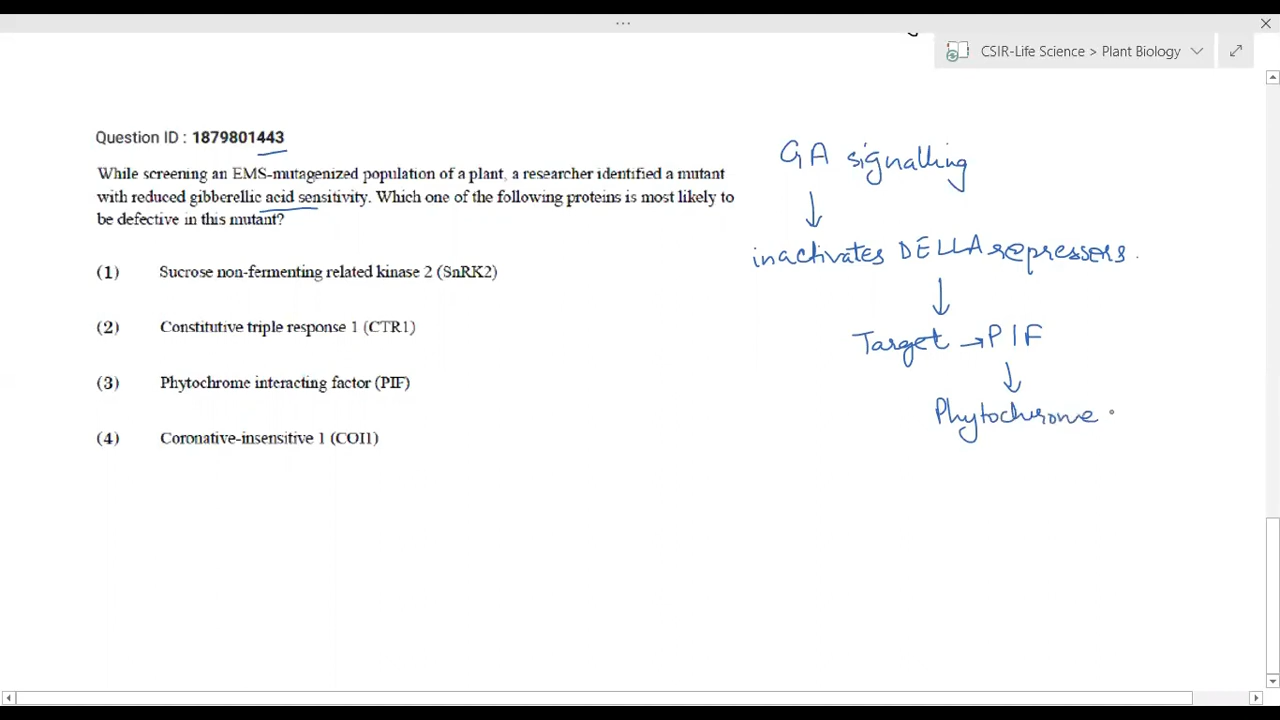 CSIR-Life Science > Plant Biology
Question ID : 1879801443
While screening an EMS-mutagenized population of a plant, a researcher identified a mutant
with reduced gibberellic acid sensitivity. Which one of the following proteins is most likely to
be defective in this mutant?
(1) Sucrose non-fermenting related kinase 2 (SnRK2)
(2) Constitutive triple response 1 (CTR1)
(3) Phytochrome interacting factor (PIF)
(4) Coronative-insensitive 1 (COI1)
GA signalling
↓
inactivates DELLA repressors.
↓
Target → PIF
↓
Phytochrome